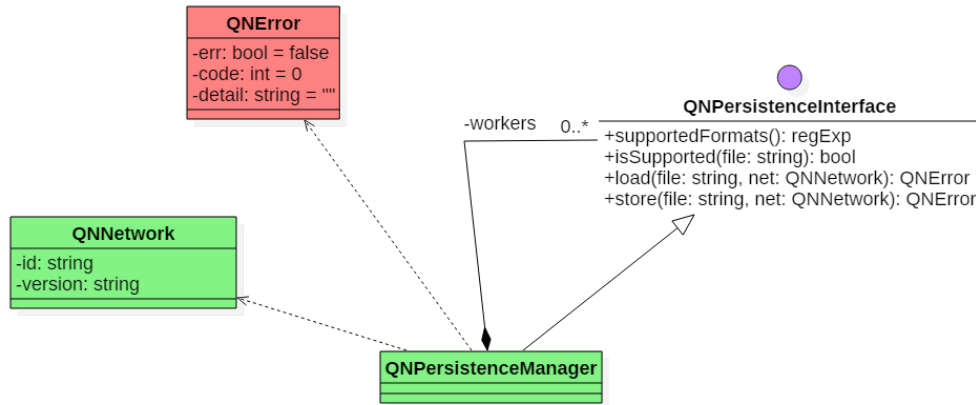 QNError
-err: bool = false
-code: int = 0
-detail: string = ""
QNPersistenceInterface
-workers 0..*
+supportedFormats(): regExp
+isSupported(file: string): bool
+load(file: string, net: QNNetwork): QNError
+store(file: string, net: QNNetwork): QNError
QNNetwork
-id: string
-version: string
QNPersistenceManager